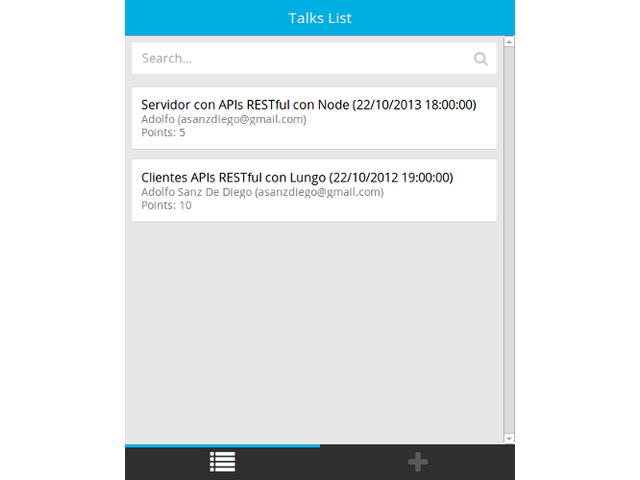 Talks List
Search...
Servidor con APIs RESTful con Node (22/10/2013 18:00:00)
Adolfo (asanzdiego@gmail.com)
Points: 5
Clientes APIs RESTful con Lungo (22/10/2012 19:00:00)
Adolfo Sanz De Diego (asanzdiego@gmail.com)
Points: 10